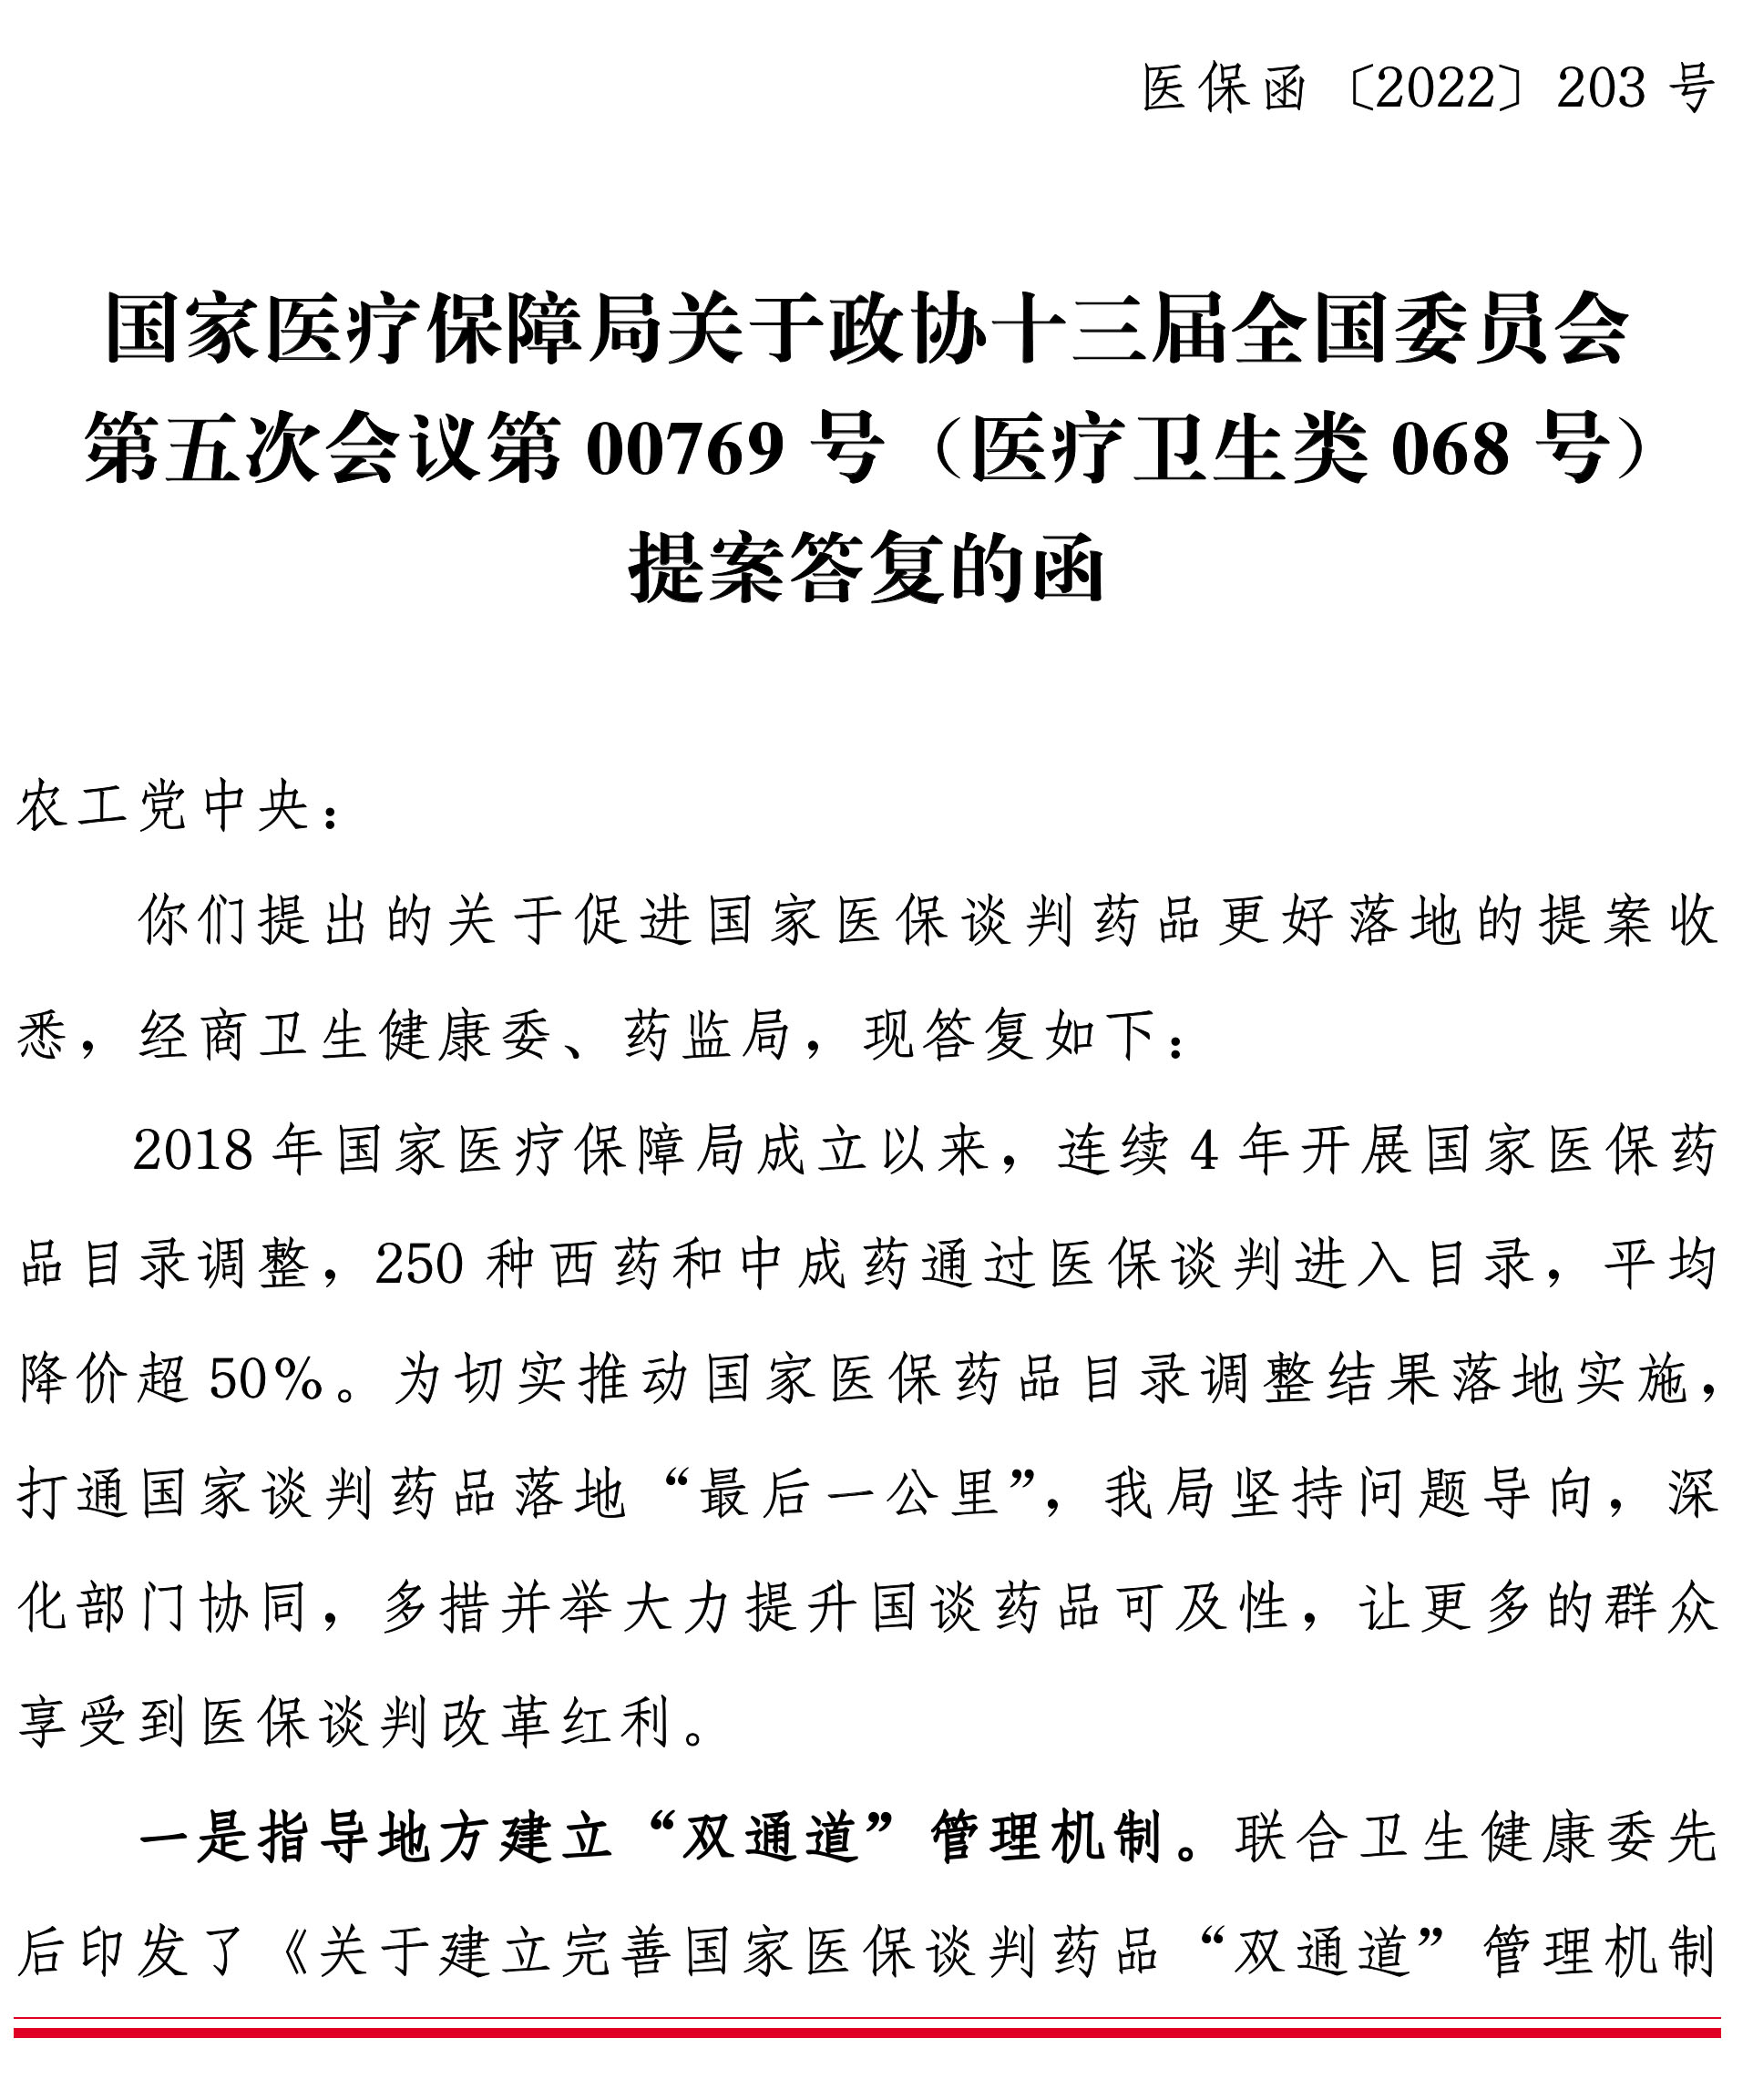 医保函〔2022〕203 号
国家医疗保障局关于政协十三届全国委员会
第五次会议第 00769 号（医疗卫生类 068 号）
提案答复的函
农工党中央：
你们提出的关于促进国家医保谈判药品更好落地的提案收
悉，经商卫生健康委、药监局，现答复如下：
2018 年国家医疗保障局成立以来，连续 4 年开展国家医保药
品目录调整，250 种西药和中成药通过医保谈判进入目录，平均
降价超 50%。为切实推动国家医保药品目录调整结果落地实施，
打通国家谈判药品落地“最后一公里”，我局坚持问题导向，深
化部门协同，多措并举大力提升国谈药品可及性，让更多的群众
享受到医保谈判改革红利。
一是指导地方建立“双通道”管理机制。联合卫生健康委先
后印发了《关于建立完善国家医保谈判药品“双通道”管理机制